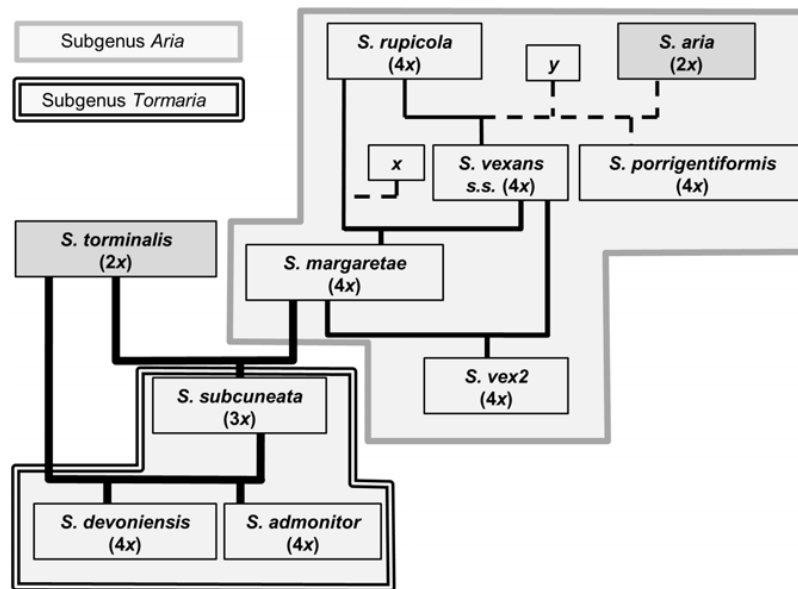 Subgenus Aria
Subgenus Tormaria
S. rupicola
(4x)
y
S. aria
(2x)
x
S. vexans
s.s. (4x)
S. porrigentiformis
(4x)
S. torminalis
(2x)
S. margaretae
(4x)
S. vex2
(4x)
S. subcuneata
(3x)
S. devoniensis
(4x)
S. admonitor
(4x)